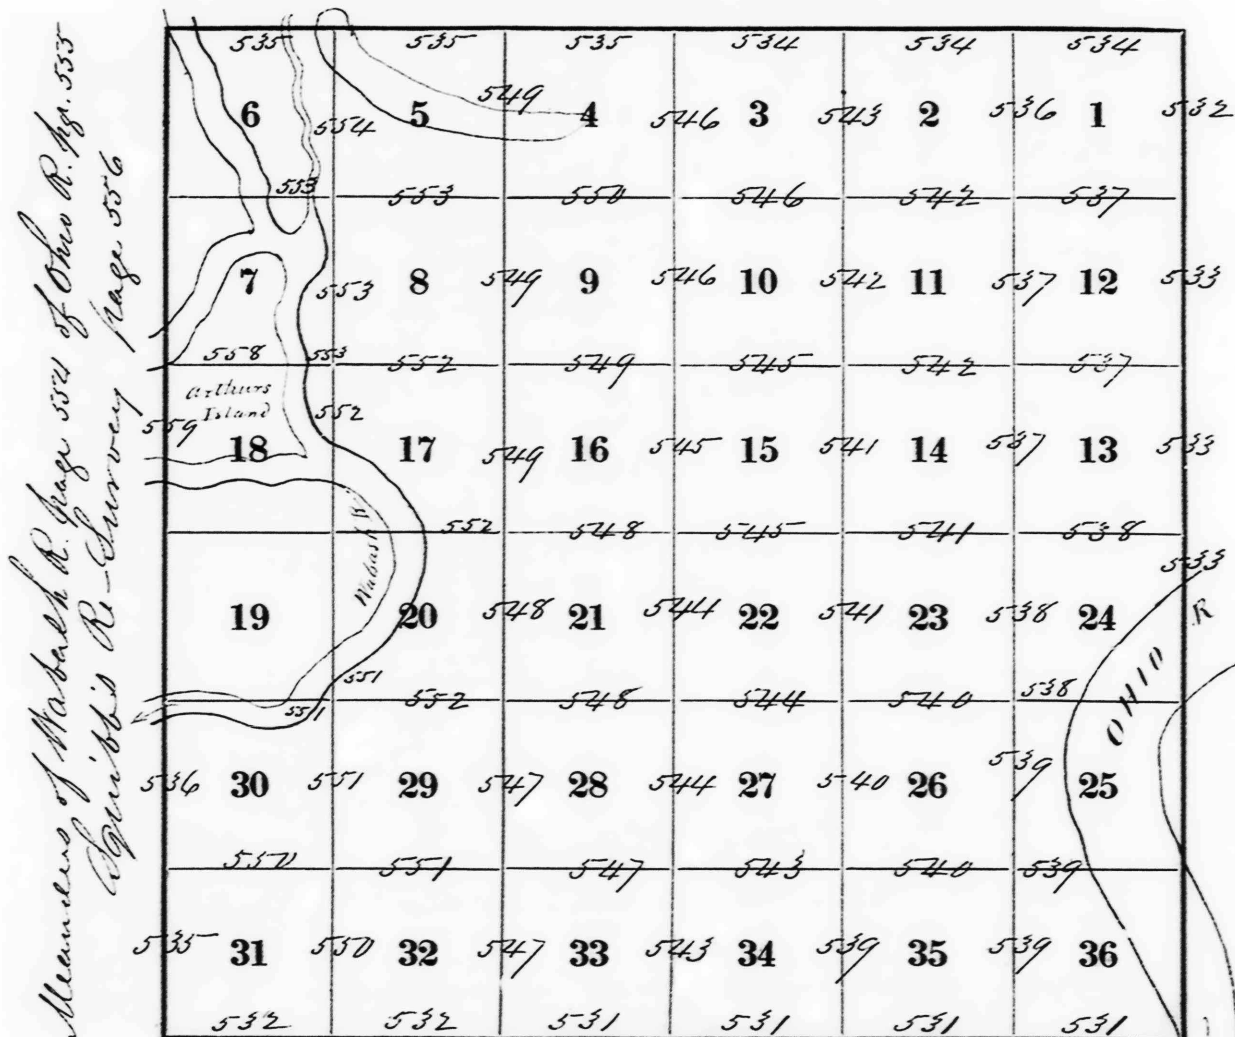 Meanders of Wabash R. page 554 of Ohio R. pg. 555
Squibb's Re-Survey page 556
535 535 535 534 534 534
6 554 5 549 4 546 3 543 2 536 1 532
553 553 550 546 542 537
7 553 8 549 9 546 10 542 11 537 12 533
558 553 552 549 545 542 537
Arthurs
Island
552
559 18 17 549 16 545 15 541 14 537 13 533
552 548 545 541 538
Wabash R
533
19 20 548 21 544 22 541 23 538 24 R
OHIO
551
551 552 548 544 540 538
536 30 551 29 547 28 544 27 540 26 539 25
550 551 547 543 540 539
535 31 550 32 547 33 543 34 539 35 539 36
532 532 531 531 531 531